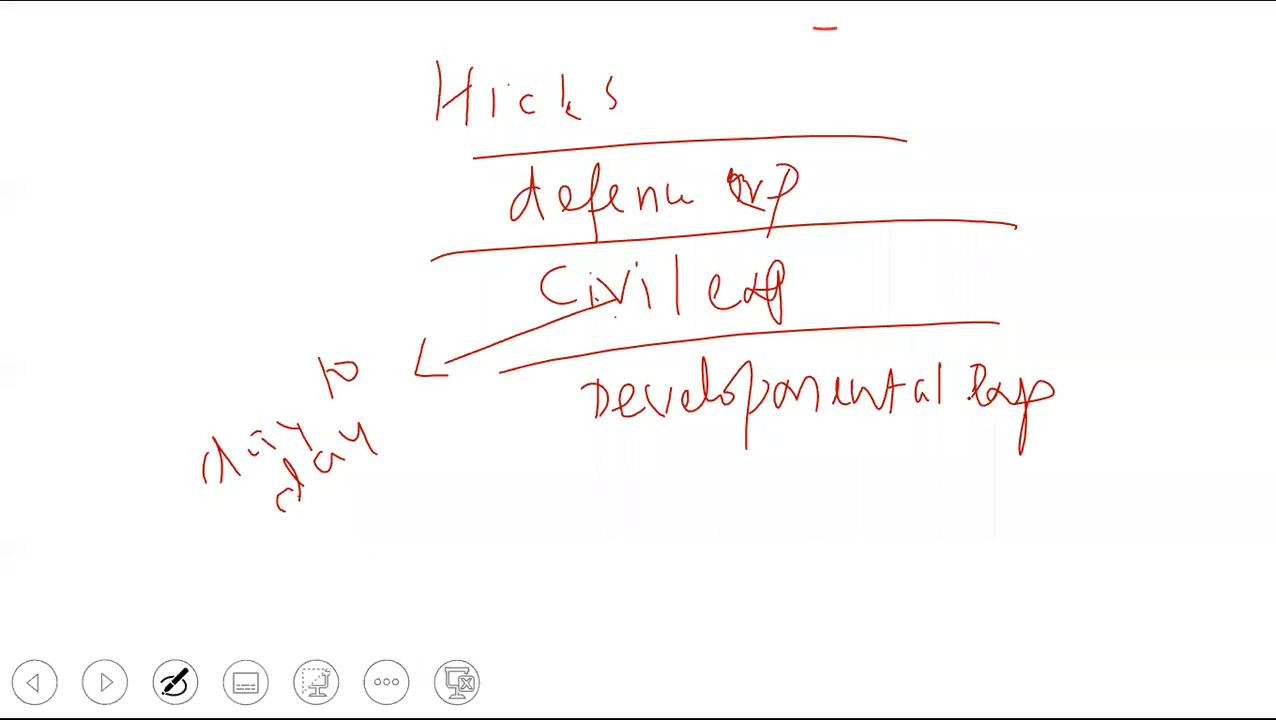 Hicks
defence exp
Civil exp
Developmental Exp
day to
day